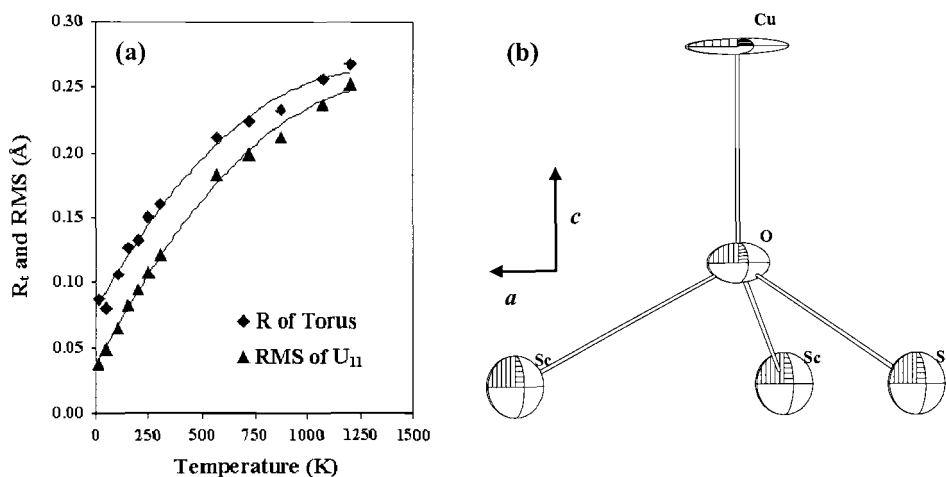 (a)
0.30
0.25
0.20
0.15
0.10
0.05
0.00
Rt and RMS (Å)
R of Torus
RMS of U11
0 250 500 750 1000 1250 1500
Temperature (K)
(b)
Cu
c
a
O
Sc
Sc
S